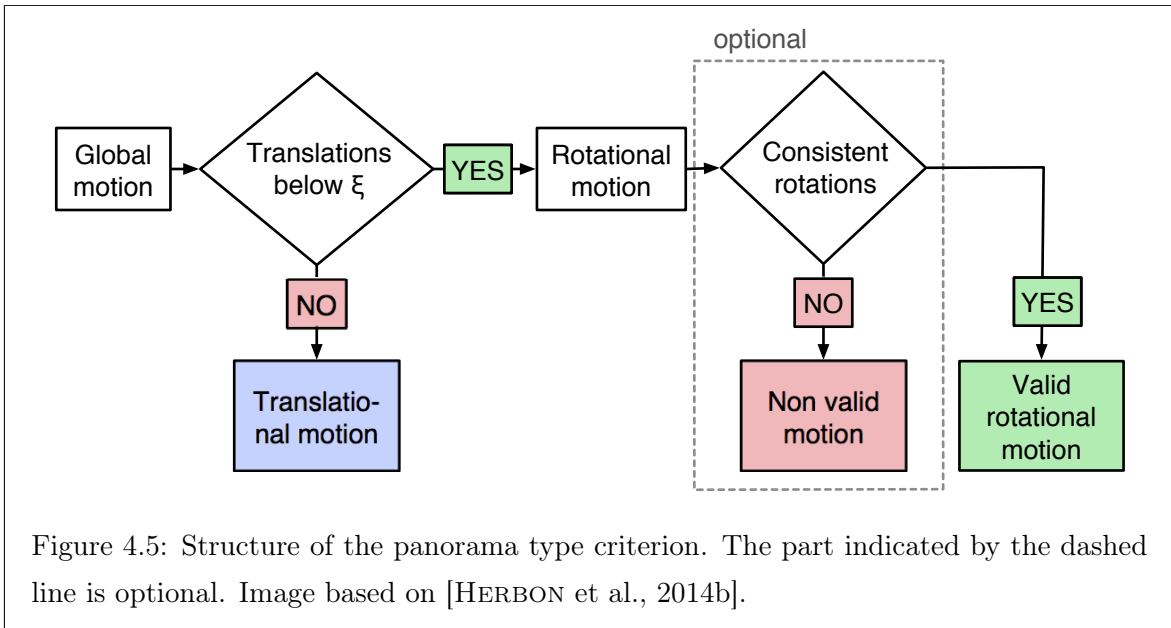 optional
Global
motion
Translations
below ξ
YES
Rotational
motion
Consistent
rotations
NO
Translatio-
nal motion
NO
Non valid
motion
YES
Valid
rotational
motion
Figure 4.5: Structure of the panorama type criterion. The part indicated by the dashed
line is optional. Image based on [HERBON et al., 2014b].